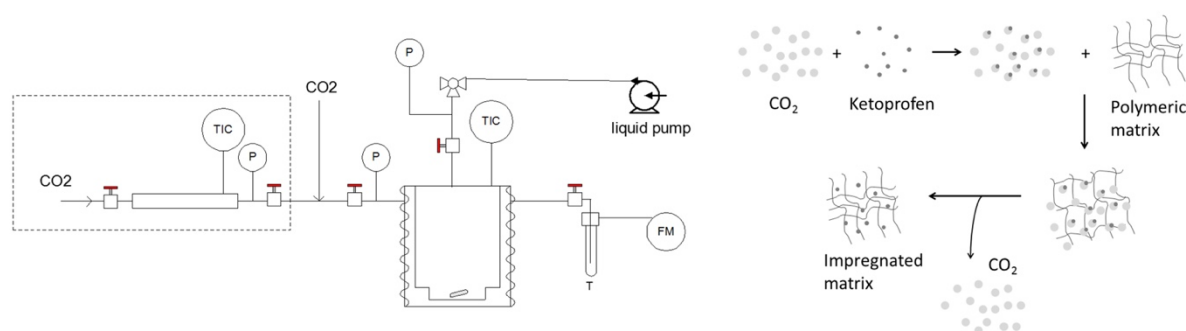 CO2
TIC
P
CO2
P
P
TIC
liquid pump
FM
T
+
+
CO₂
Ketoprofen
Polymeric
matrix
Impregnated
matrix
CO₂